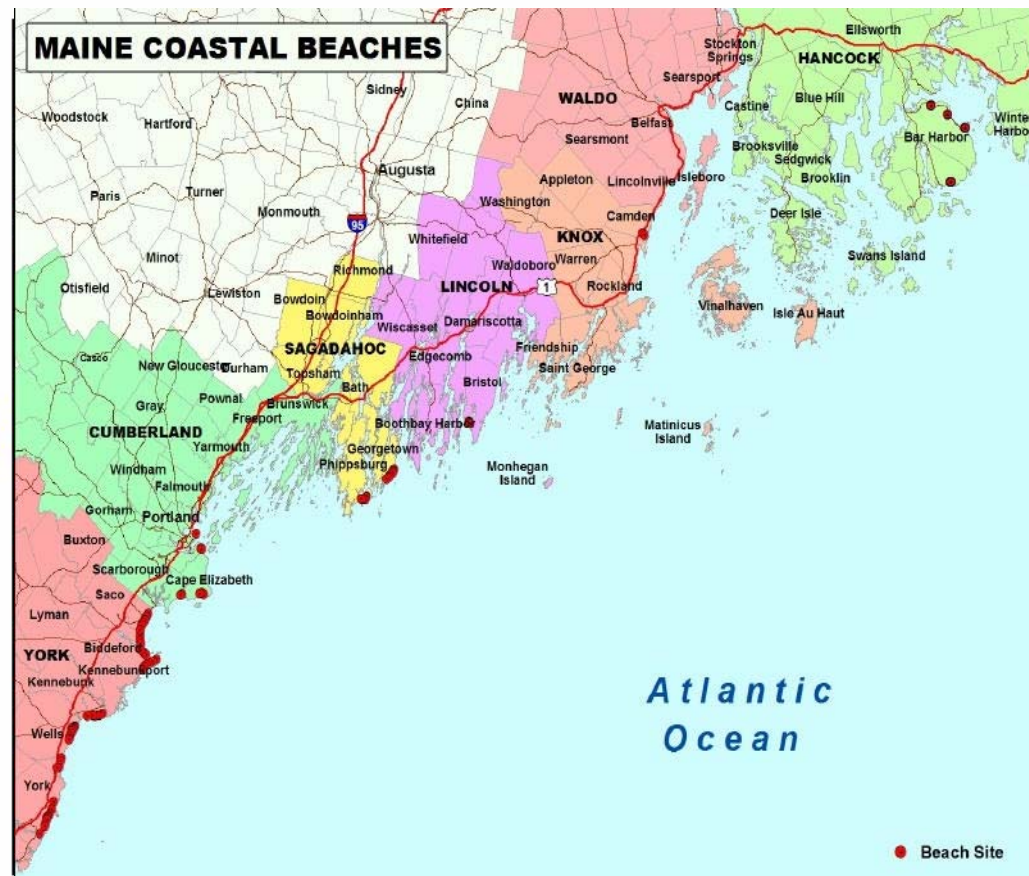 MAINE COASTAL BEACHES
Ellsworth
Stockton
Springs
HANCOCK
Searsport
Sidney
China
WALDO
Castine
Blue Hill
Woodstock
Hartford
Belfast
Winte
Harbo
Bar Harbor
Searsmont
Brooksville
Sedgwick
Brooklin
Augusta
Appleton
Lincolnville
Isleboro
Paris
Turner
Washington
Monmouth
Camden
Deer Isle
95
Whitefield
KNOX
Minot
Richmond
Waldoboro
Warren
Swans Island
Otisfield
Lewiston
Bowdoin
LINCOLN
1
Rockland
Bowdoinham
Vinalhaven
Isle Au Haut
Wiscasset
Damariscotta
SAGADAHOC
Edgecomb
Friendship
Casco
New Gloucester
Durham
Topsham
Saint George
Bath
Bristol
Pownal
Gray
Brunswick
Freeport
Boothbay Harbor
Matinicus
Island
CUMBERLAND
Yarmouth
Georgetown
Phippsburg
Monhegan
Island
Windham
Falmouth
Gorham
Portland
Buxton
Scarborough
Cape Elizabeth
Saco
Lyman
Biddeford
YORK
Kennebunkport
Kennebunk
Atlantic
Ocean
Wells
York
Beach Site